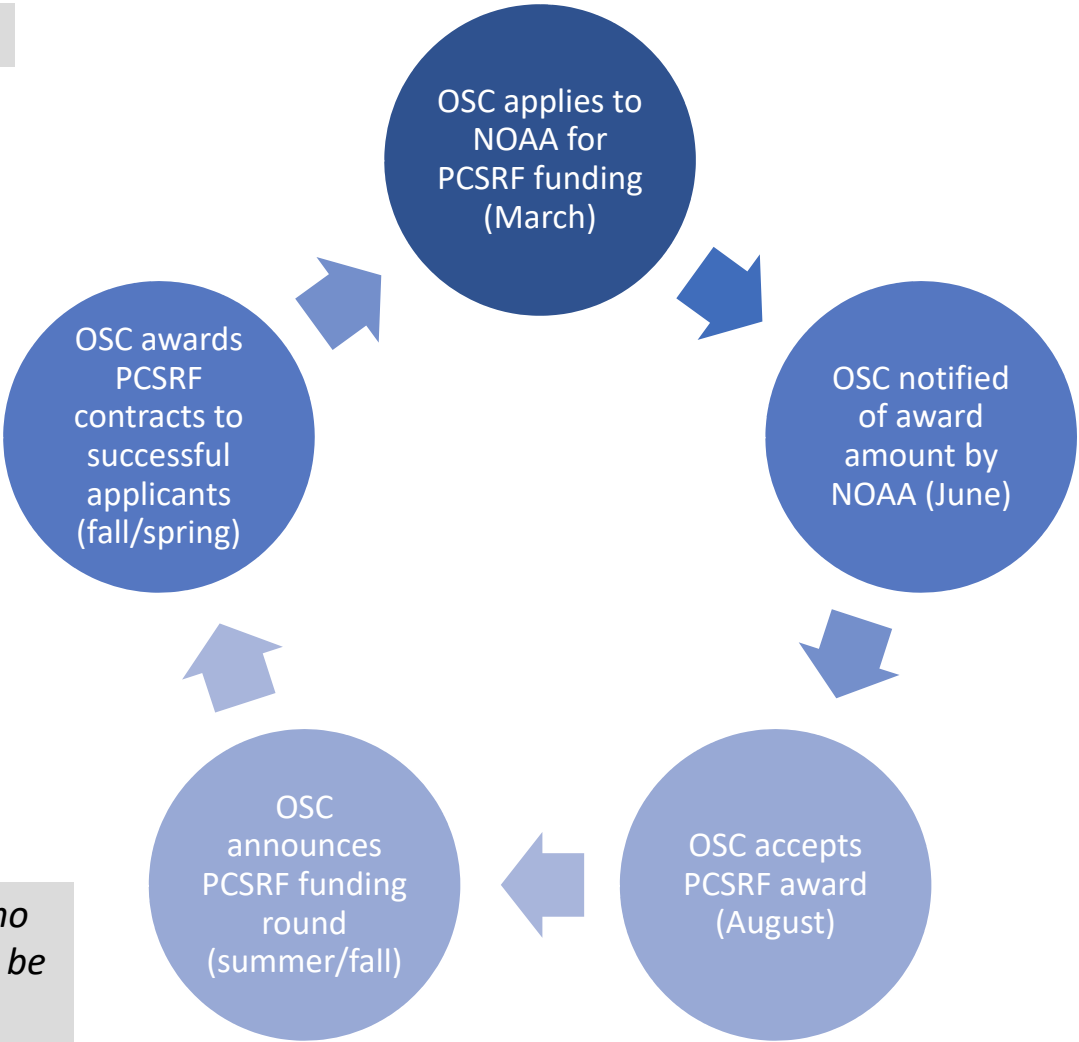 OSC applies to
NOAA for
PCSRF funding
(March)
OSC notified
of award
amount by
NOAA (June)
OSC accepts
PCSRF award
(August)
OSC
announces
PCSRF funding
round
(summer/fall)
OSC awards
PCSRF
contracts to
successful
applicants
(fall/spring)
be